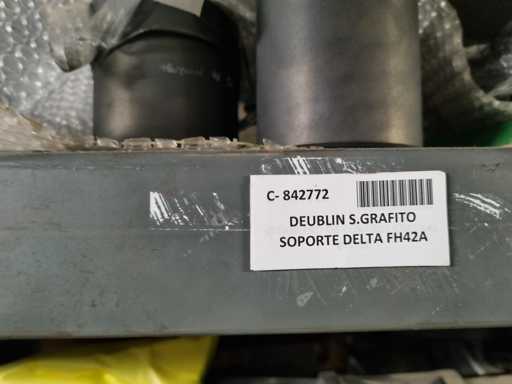 C- 842772
DEUBLIN S.GRAFITO
SOPORTE DELTA FH42A